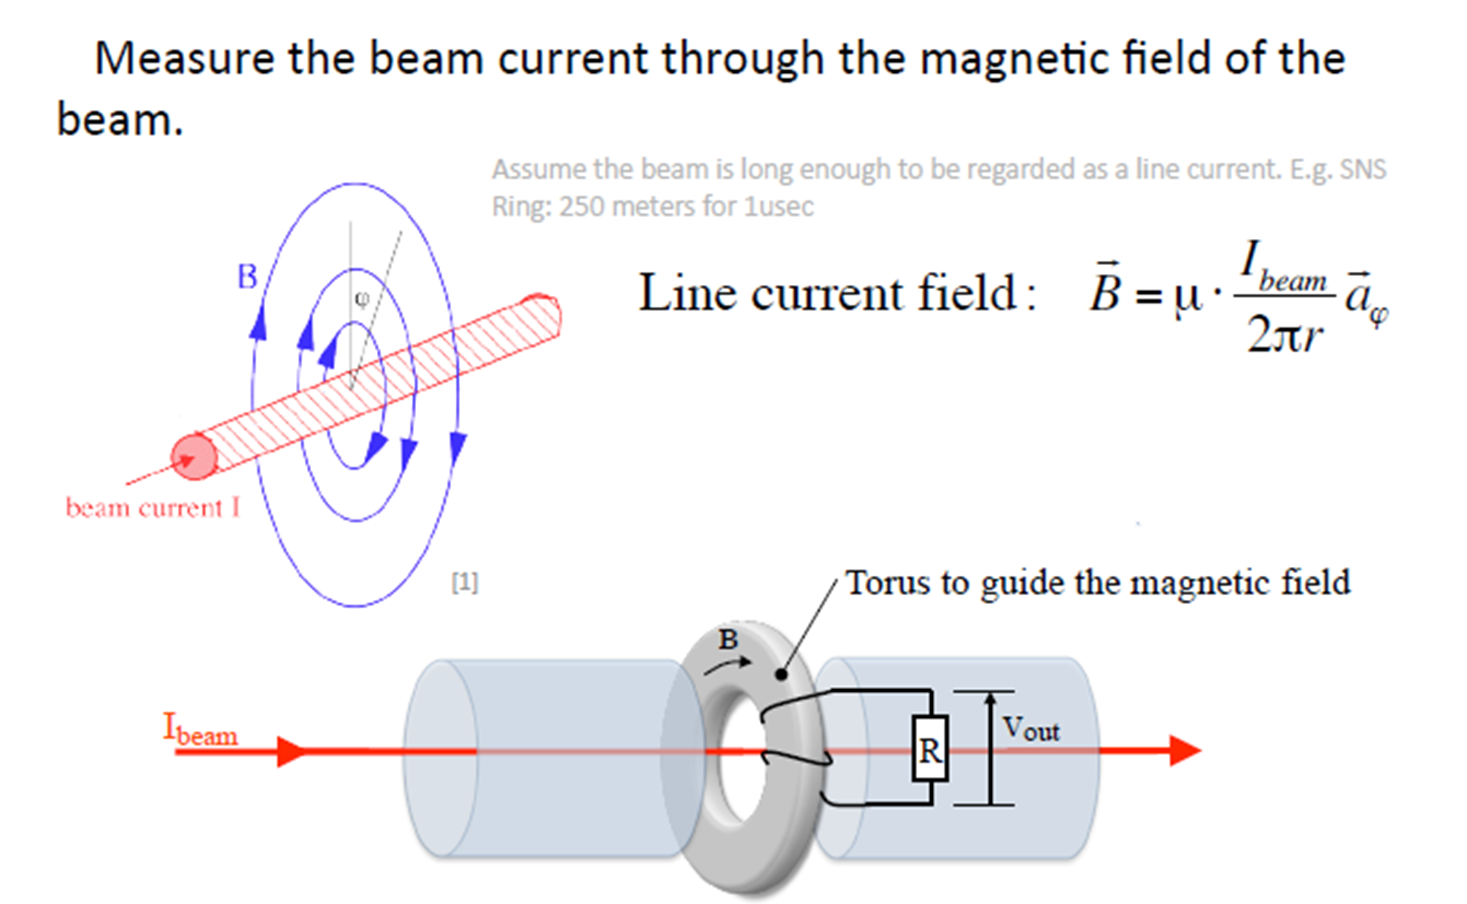 Measure the beam current through the magnetic field of the
beam.
Assume the beam is long enough to be regarded as a line current. E.g. SNS
Ring: 250 meters for 1usec
B
φ
Line current field : B⃗ = μ · I_beam / 2πr a⃗_φ
beam current I
[1]
Torus to guide the magnetic field
B
I_beam
R
V_out